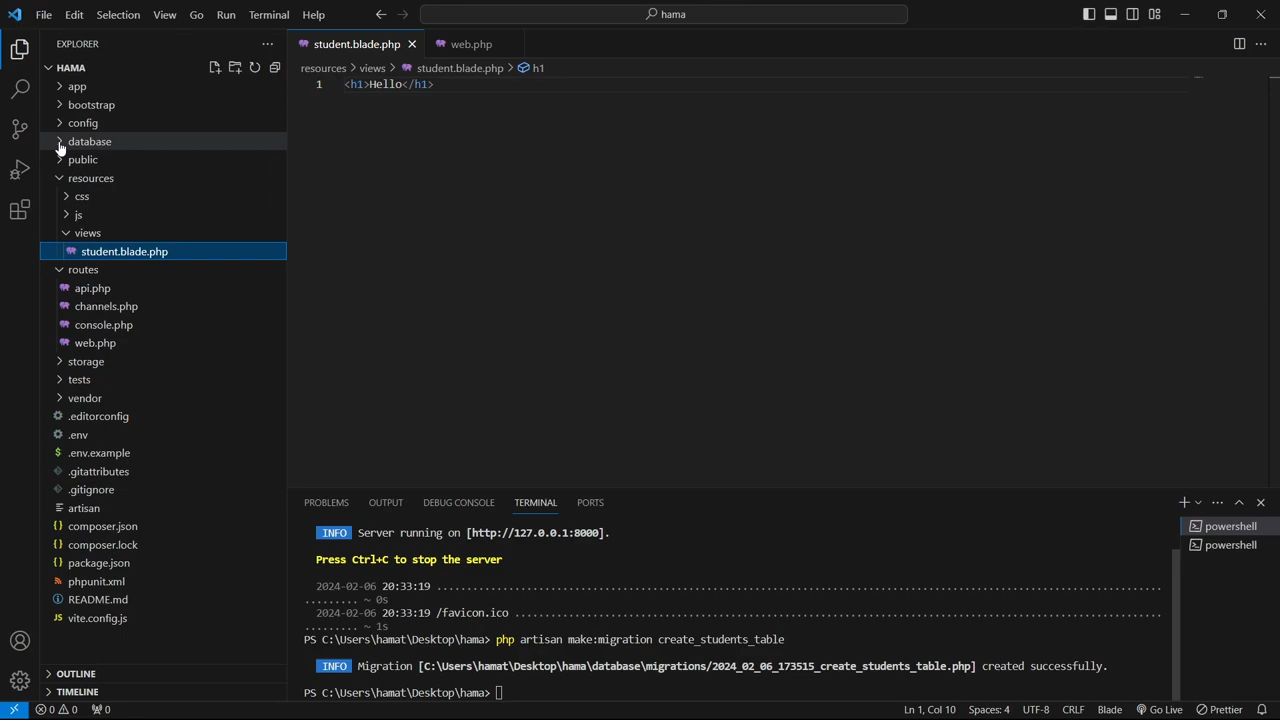 File Edit Selection View Go Run Terminal Help hama
EXPLORER
HAMA
app
bootstrap
config
database
public
resources
css
js
views
student.blade.php
routes
api.php
channels.php
console.php
web.php
storage
tests
vendor
.editorconfig
.env
.env.example
.gitattributes
.gitignore
artisan
composer.json
composer.lock
package.json
phpunit.xml
README.md
vite.config.js
OUTLINE
TIMELINE
student.blade.php web.php
resources > views > student.blade.php > h1
1 <h1>Hello</h1>
PROBLEMS OUTPUT DEBUG CONSOLE TERMINAL PORTS
powershell
powershell
INFO Server running on [http://127.0.0.1:8000].
Press Ctrl+C to stop the server
2024-02-06 20:33:19 ..............................................................................................................
......... ~ 0s
2024-02-06 20:33:19 /favicon.ico .................................................................................................
......... ~ 1s
PS C:\Users\hamat\Desktop\hama> php artisan make:migration create_students_table
INFO Migration [C:\Users\hamat\Desktop\hama\database\migrations/2024_02_06_173515_create_students_table.php] created successfully.
PS C:\Users\hamat\Desktop\hama>
0 0 0 Ln 1, Col 10 Spaces: 4 UTF-8 CRLF Blade Go Live Prettier